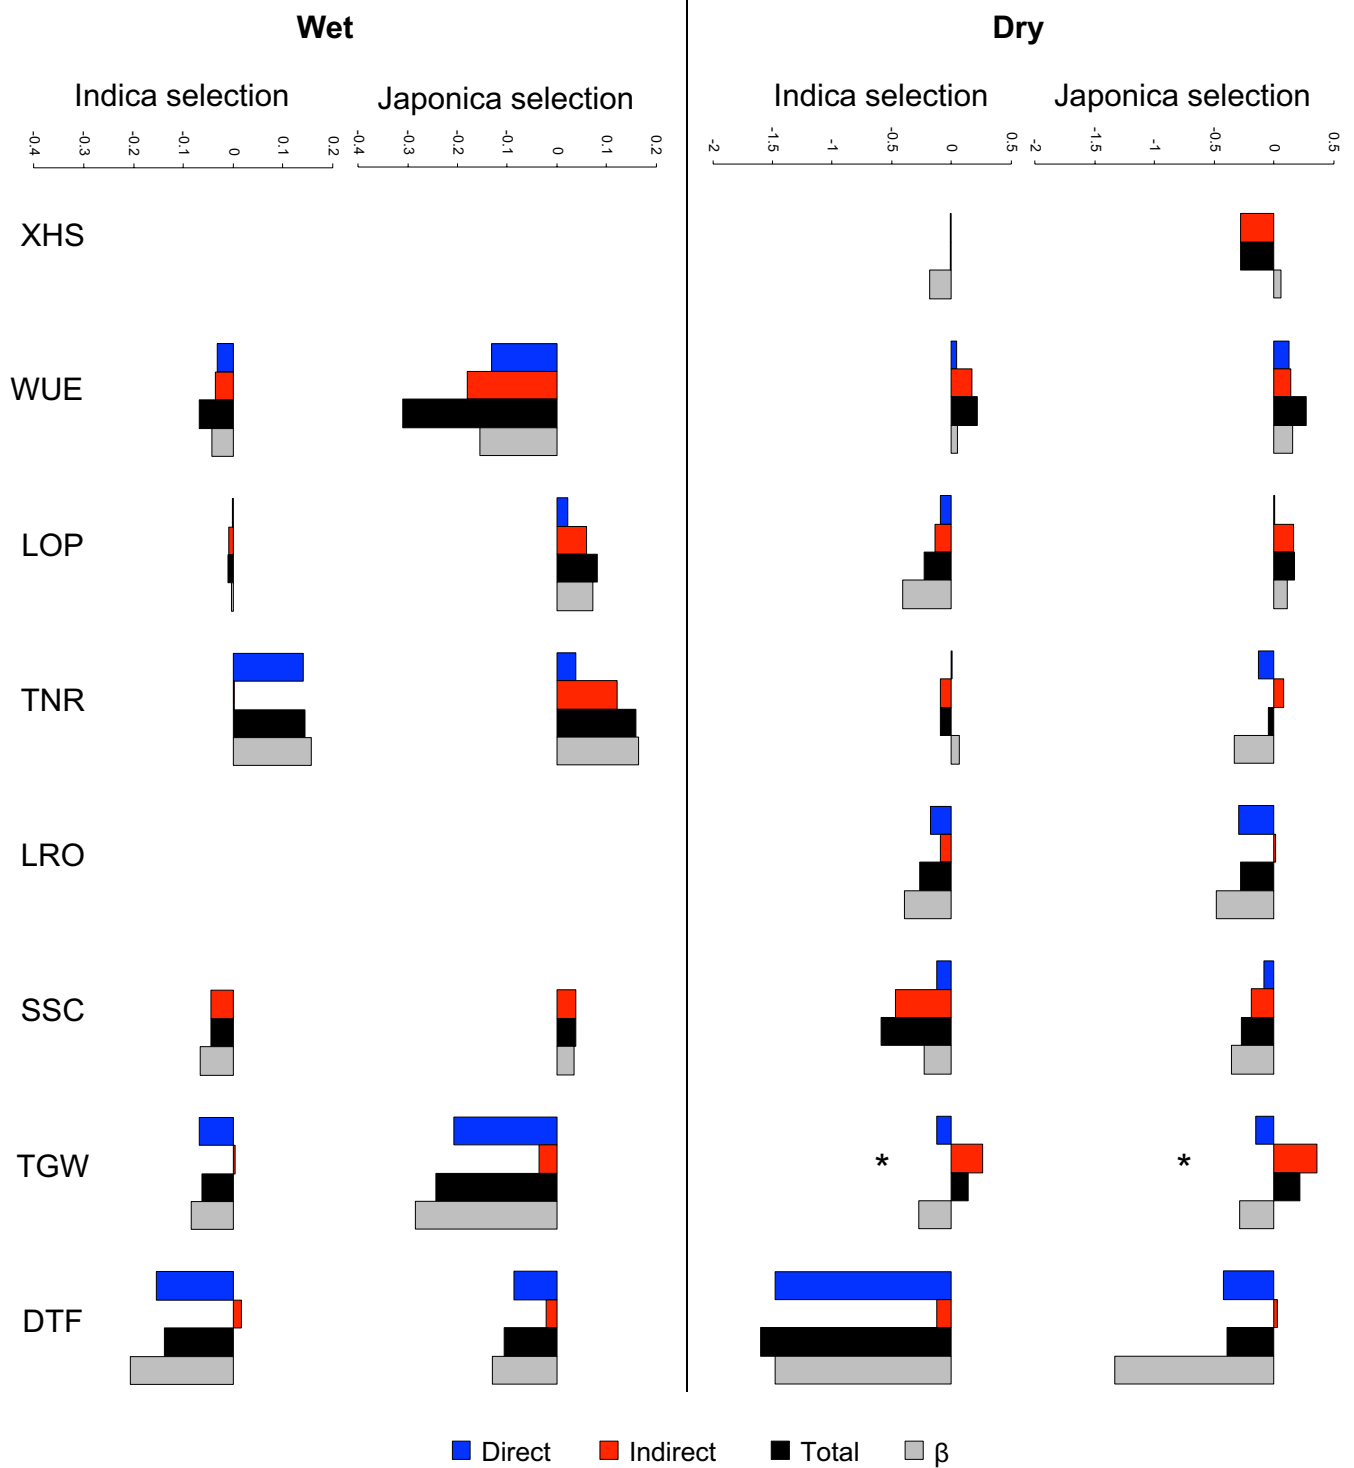 Wet Dry
Indica selection Japonica selection Indica selection Japonica selection
-0.4 -0.3 -0.2 -0.1 0 0.1 0.2 -0.4 -0.3 -0.2 -0.1 0 0.1 0.2 -2 -1.5 -1 -0.5 0 0.5 -2 -1.5 -1 -0.5 0 0.5
XHS
WUE
LOP
TNR
LRO
SSC
TGW * *
DTF
Direct Indirect Total β